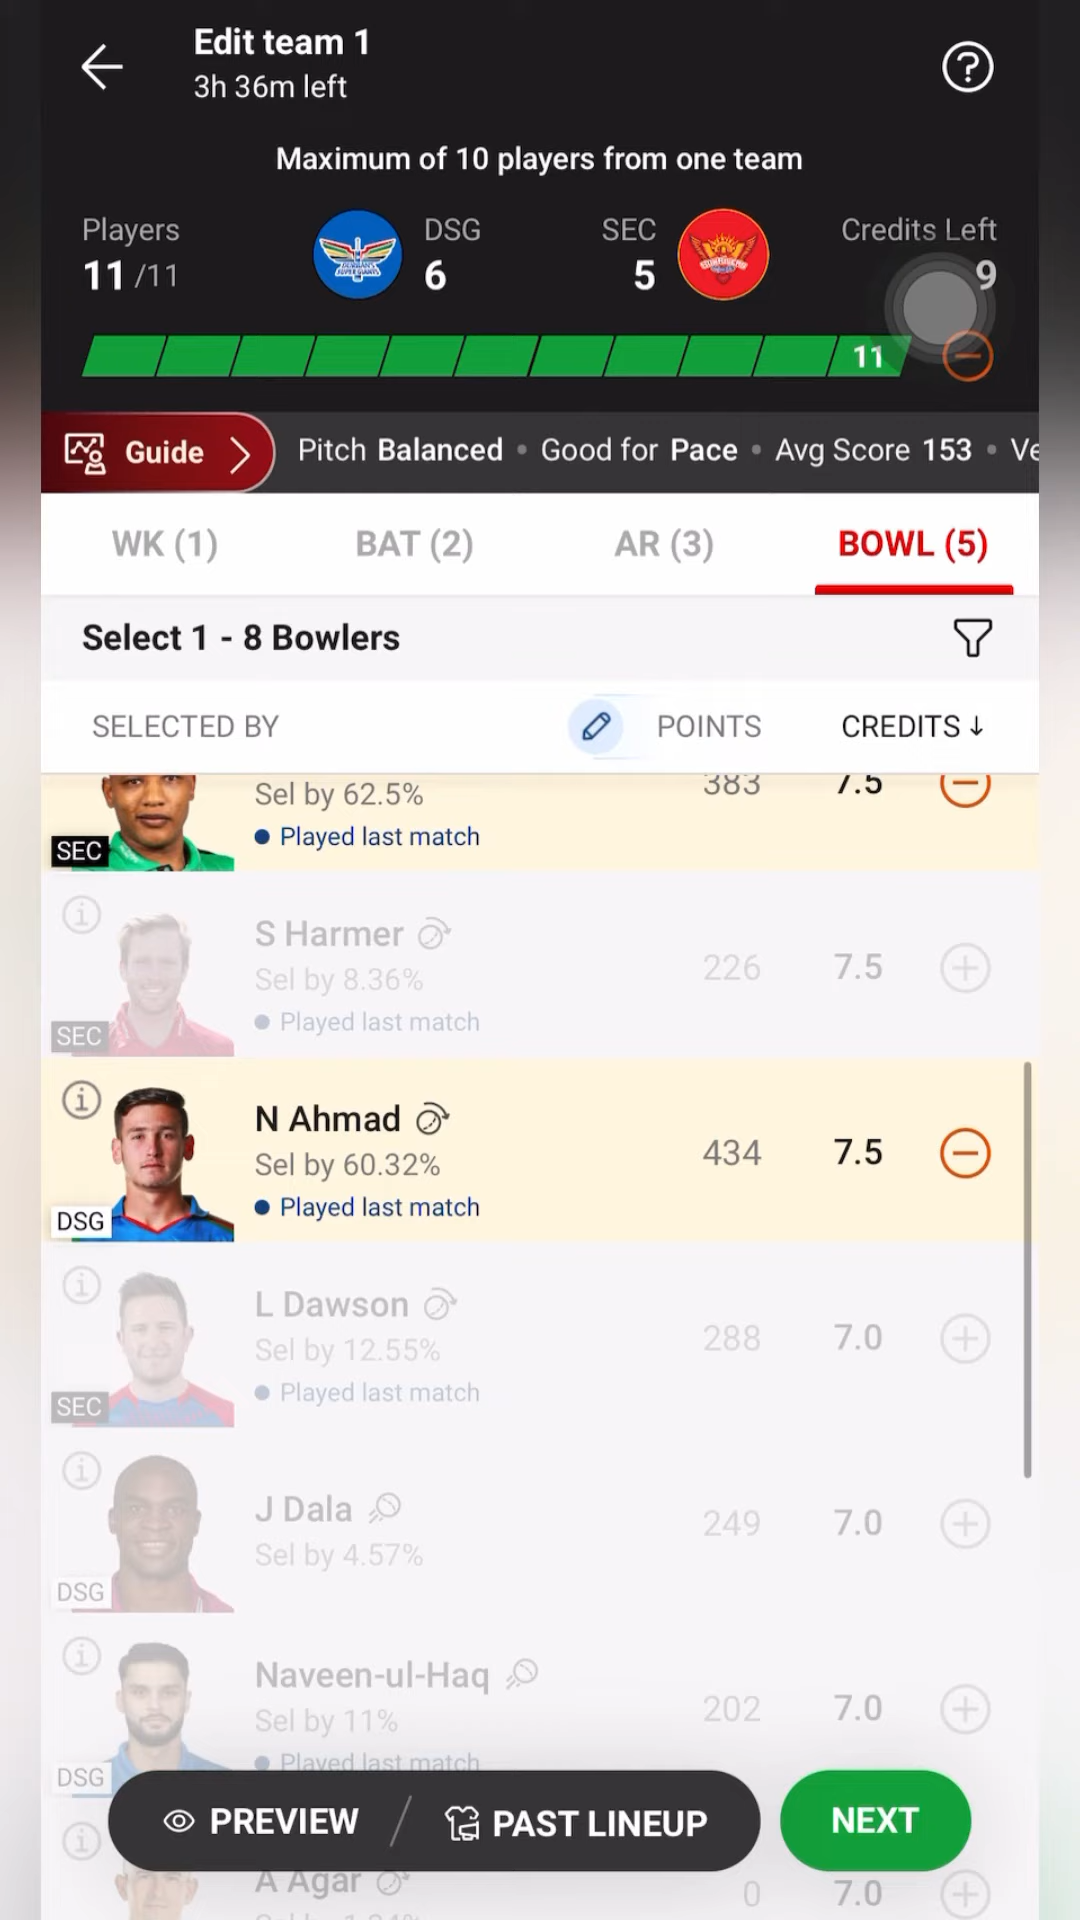 Edit team 1
3h 36m left
Maximum of 10 players from one team
Players
11 /11
DSG
6
SEC
5
Credits Left
9
11
Guide
Pitch Balanced • Good for Pace • Avg Score 153 • Ve
WK (1)
BAT (2)
AR (3)
BOWL (5)
Select 1 - 8 Bowlers
SELECTED BY
POINTS
CREDITS ↓
Sel by 62.5%
383
7.5
Played last match
SEC
S Harmer
Sel by 8.36%
226
7.5
Played last match
SEC
N Ahmad
Sel by 60.32%
434
7.5
Played last match
DSG
L Dawson
Sel by 12.55%
288
7.0
Played last match
SEC
J Dala
Sel by 4.57%
249
7.0
DSG
Naveen-ul-Haq
Sel by 11%
202
7.0
Played last match
DSG
PREVIEW
PAST LINEUP
NEXT
A Agar
0
7.0